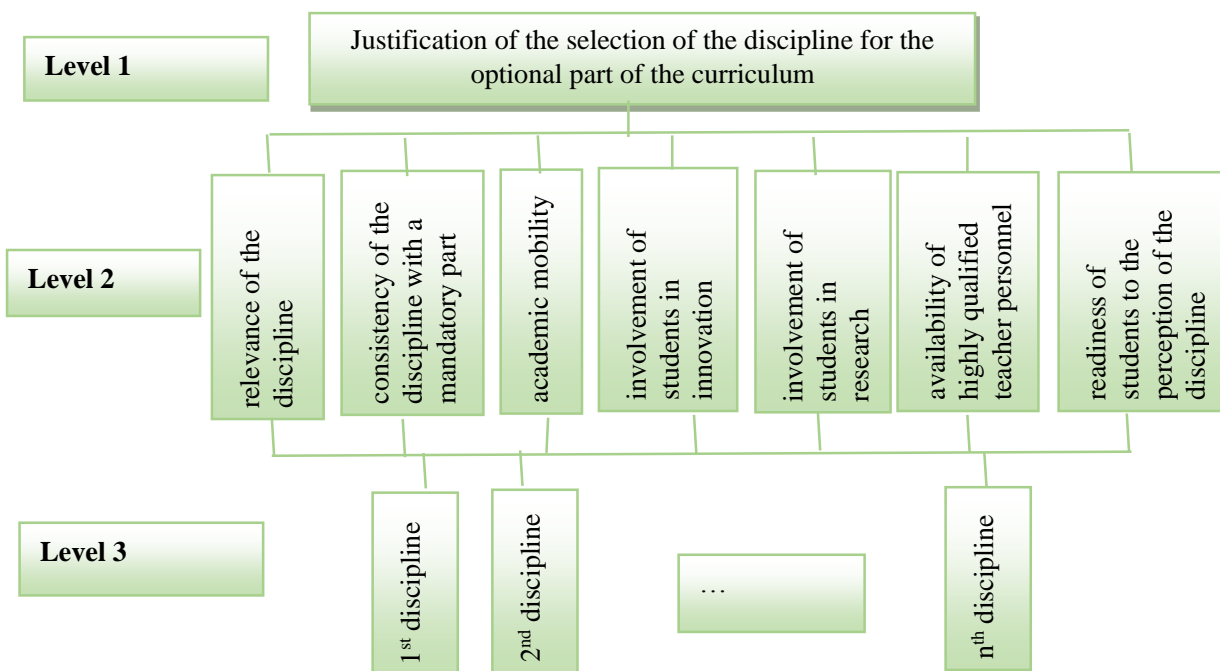 Level 1
Justification of the selection of the discipline for the
optional part of the curriculum
Level 2
relevance of the
discipline
consistency of the
discipline with a
mandatory part
academic mobility
involvement of
students in
innovation
involvement of
students in
research
availability of
highly qualified
teacher personnel
readiness of
students to the
perception of the
discipline
Level 3
1st discipline
2nd discipline
…
nth discipline